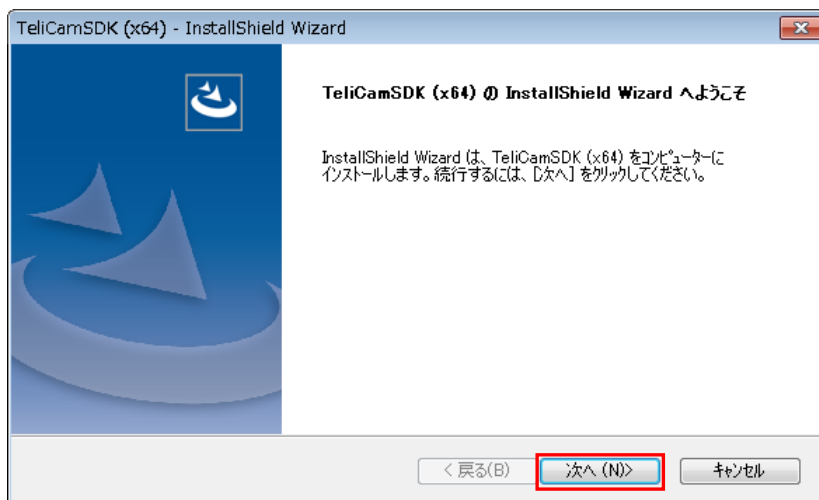 TeliCamSDK (x64) - InstallShield Wizard
TeliCamSDK (x64) の InstallShield Wizard へようこそ
InstallShield Wizard は、TeliCamSDK (x64) をコンピューターに
インストールします。続行するには、[次へ] をクリックしてください。
< 戻る(B)
次へ (N)>
キャンセル